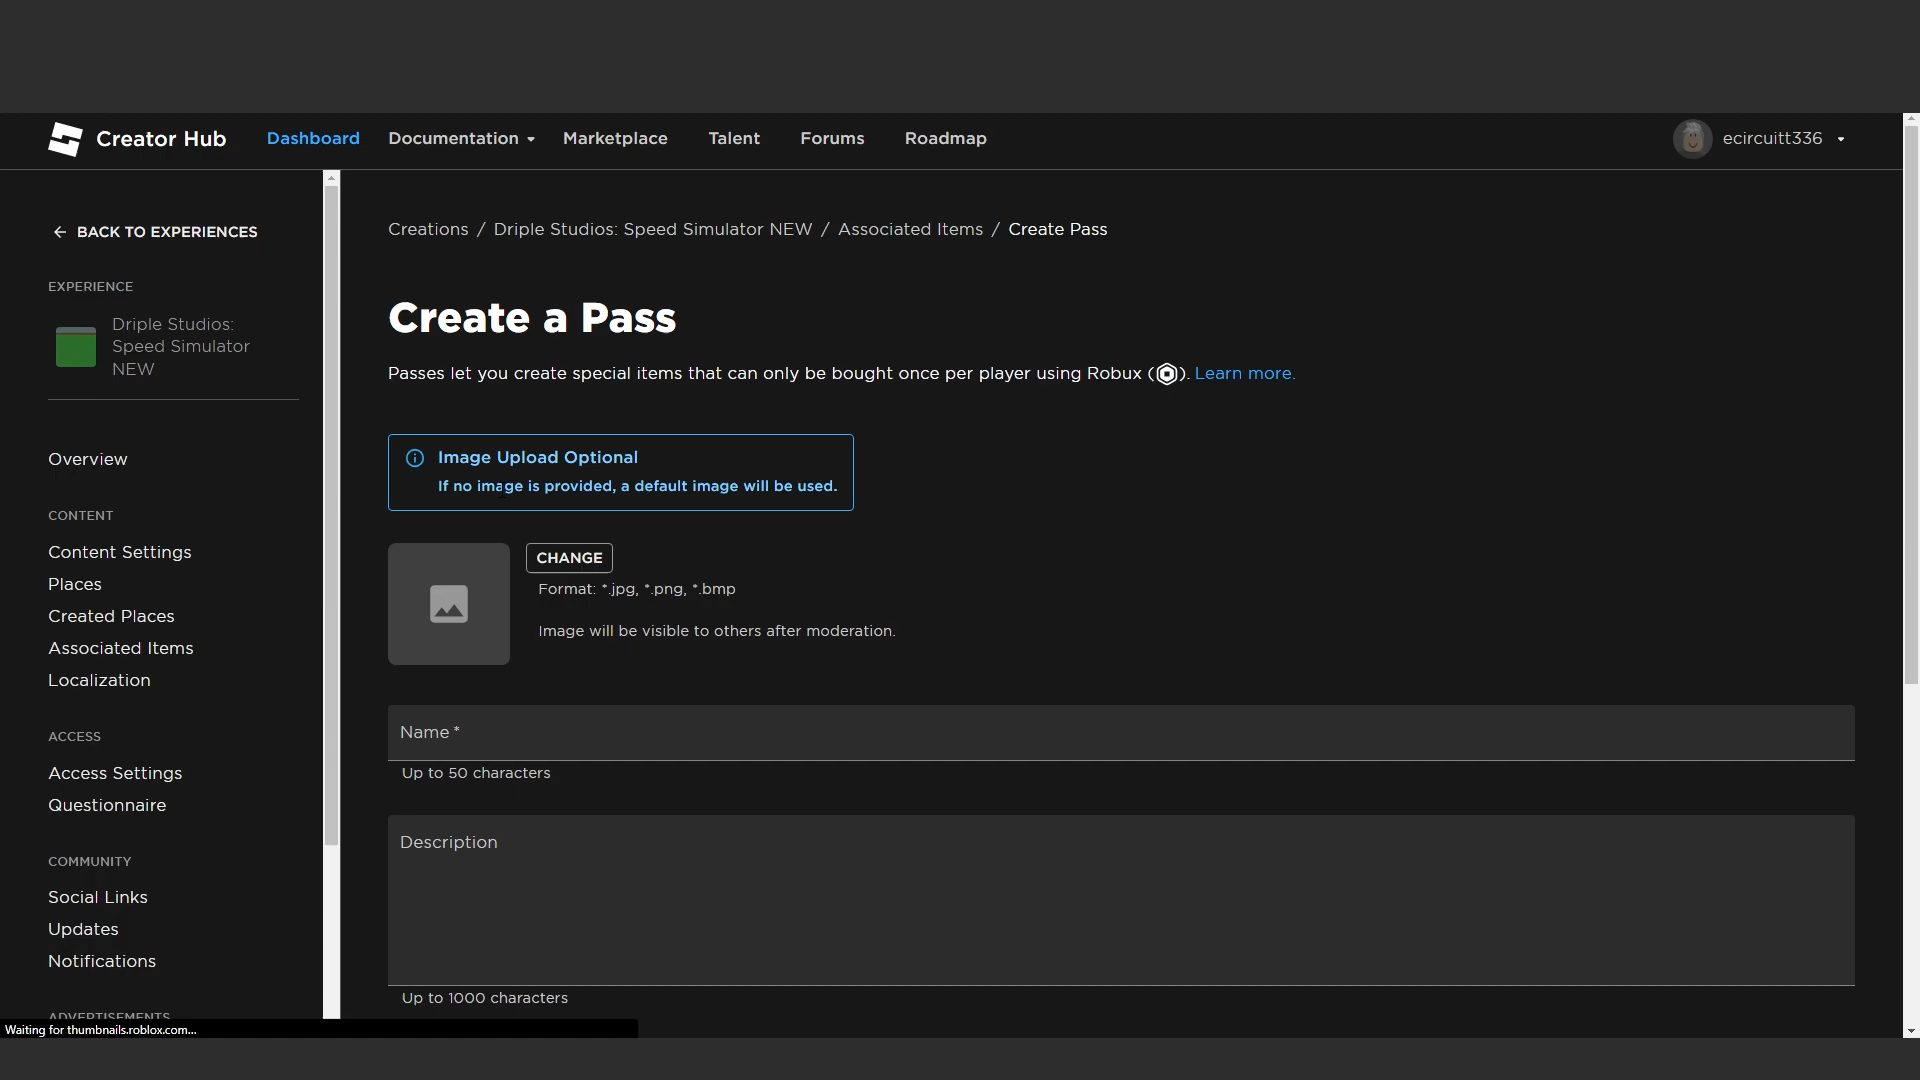 Creator Hub
Dashboard
Documentation
Marketplace
Talent
Forums
Roadmap
ecircuitt336
BACK TO EXPERIENCES
EXPERIENCE
Driple Studios:
Speed Simulator
NEW
Overview
CONTENT
Content Settings
Places
Created Places
Associated Items
Localization
ACCESS
Access Settings
Questionnaire
COMMUNITY
Social Links
Updates
Notifications
ADVERTISEMENTS
Creations / Driple Studios: Speed Simulator NEW / Associated Items / Create Pass
Create a Pass
Passes let you create special items that can only be bought once per player using Robux (). Learn more.
Image Upload Optional
If no image is provided, a default image will be used.
CHANGE
Format: *.jpg, *.png, *.bmp
Image will be visible to others after moderation.
Name *
Up to 50 characters
Description
Up to 1000 characters
Waiting for thumbnails.roblox.com...